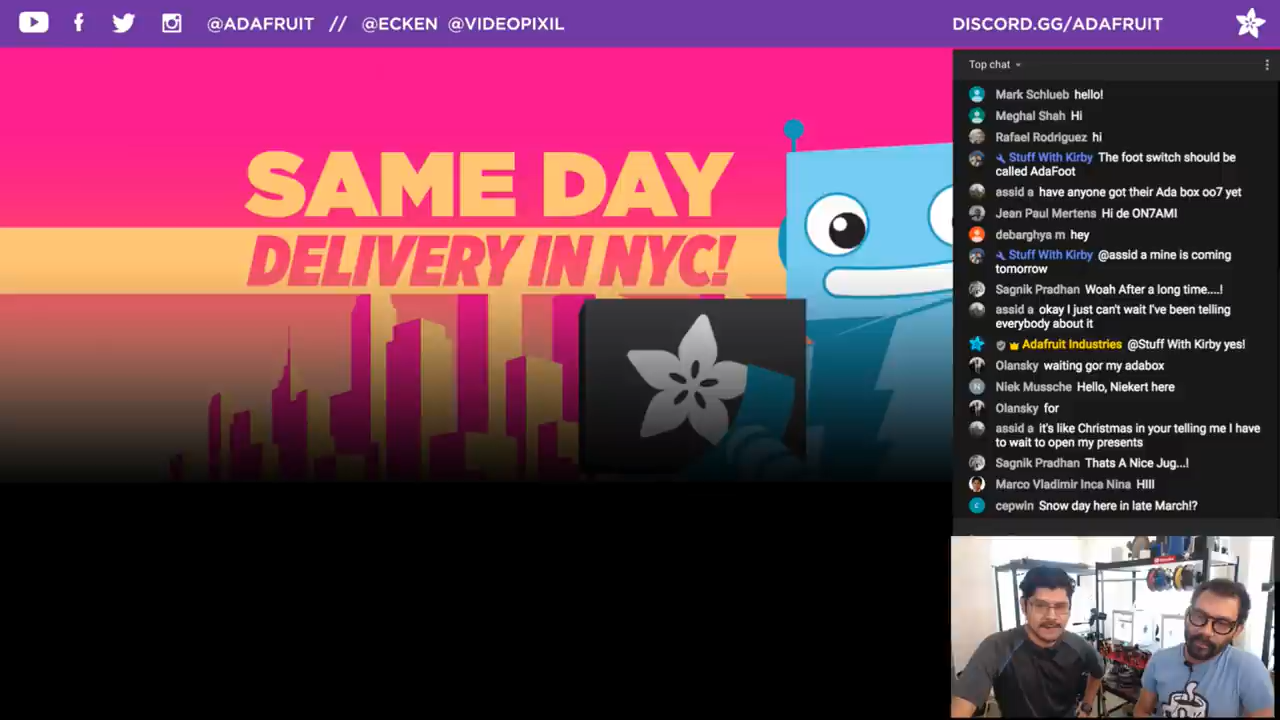 @ADAFRUIT // @ECKEN @VIDEOPIXIL
DISCORD.GG/ADAFRUIT
SAME DAY
DELIVERY IN NYC!
Top chat
Mark Schlueb hello!
Meghal Shah Hi
Rafael Rodriguez hi
Stuff With Kirby The foot switch should be
called AdaFoot
assid a have anyone got their Ada box oo7 yet
Jean Paul Mertens Hi de ON7AMI
debarghya m hey
Stuff With Kirby @assid a mine is coming
tomorrow
Sagnik Pradhan Woah After a long time....!
assid a okay I just can't wait I've been telling
everybody about it
Adafruit Industries @Stuff With Kirby yes!
Olansky waiting gor my adabox
N Niek Mussche Hello, Niekert here
Olansky for
assid a it's like Christmas in your telling me I have
to wait to open my presents
Sagnik Pradhan Thats A Nice Jug...!
Marco Vladimir Inca Nina HIII
c cepwin Snow day here in late March!?